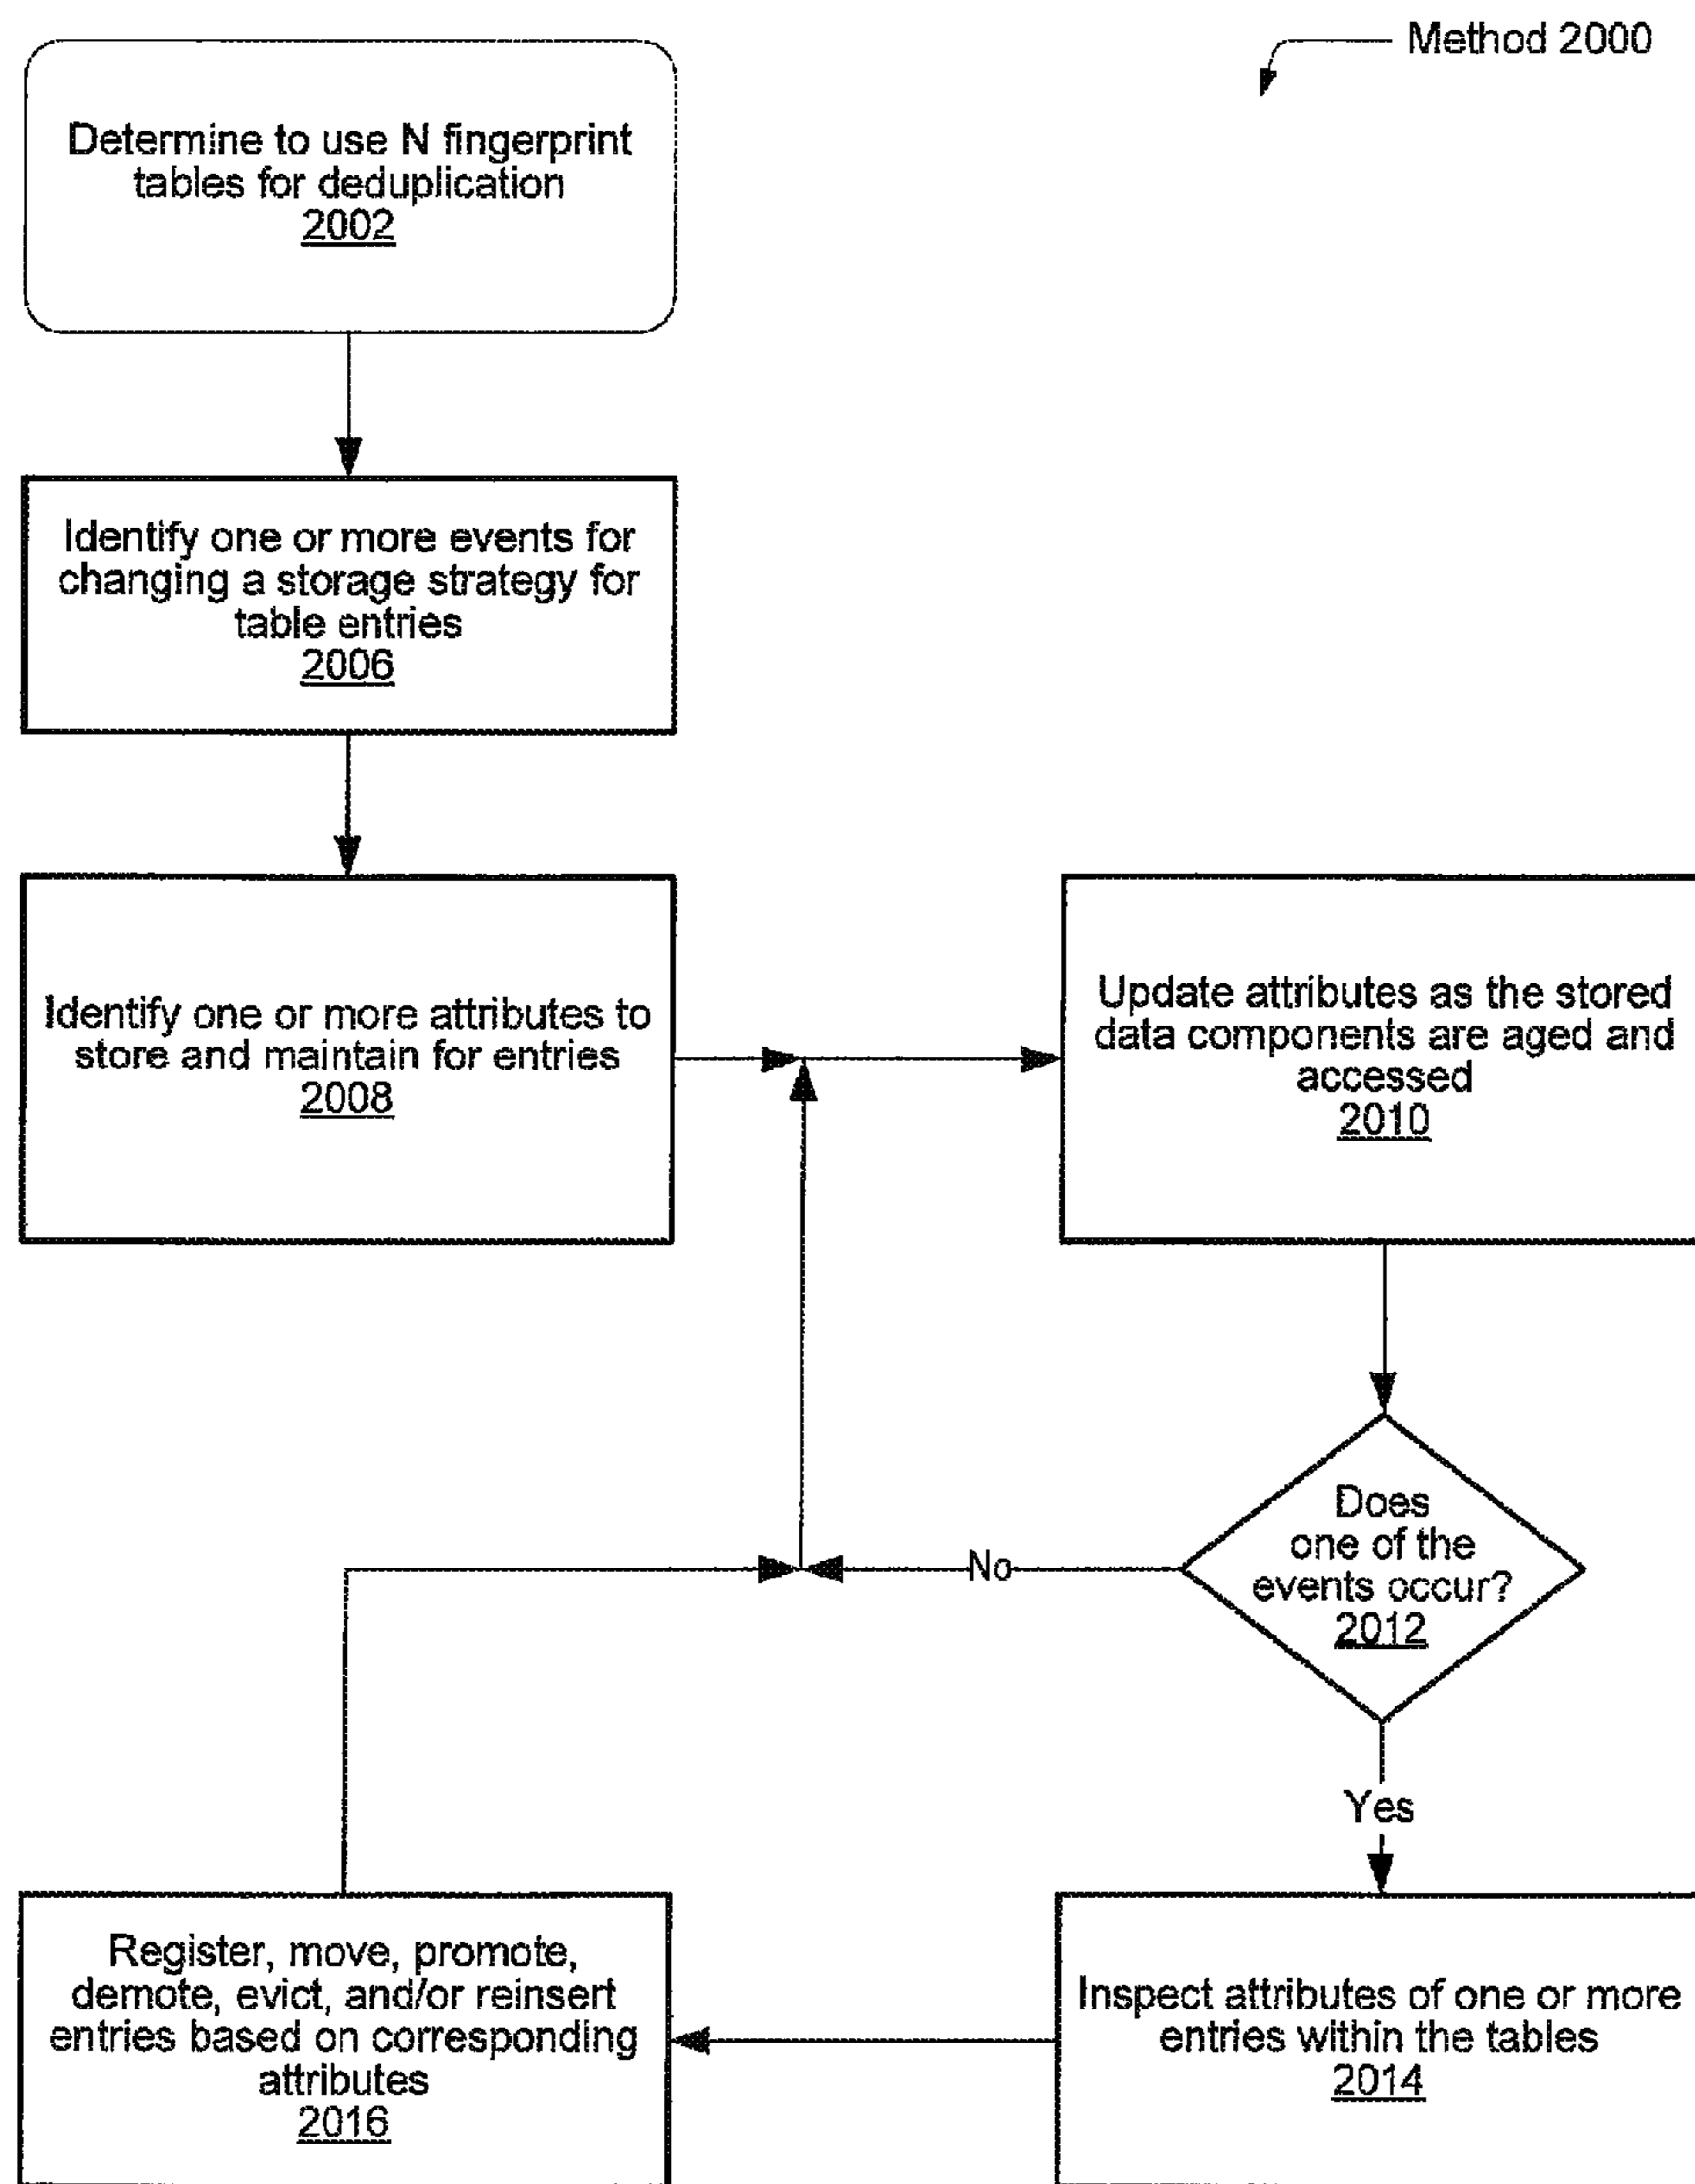 Method 2000
Determine to use N fingerprint
tables for deduplication
2002
Identify one or more events for
changing a storage strategy for
table entries
2006
Identify one or more attributes to
store and maintain for entries
2008
Update attributes as the stored
data components are aged and
accessed
2010
Does
one of the
events occur?
2012
No
Yes
Inspect attributes of one or more
entries within the tables
2014
Register, move, promote,
demote, evict, and/or reinsert
entries based on corresponding
attributes
2016